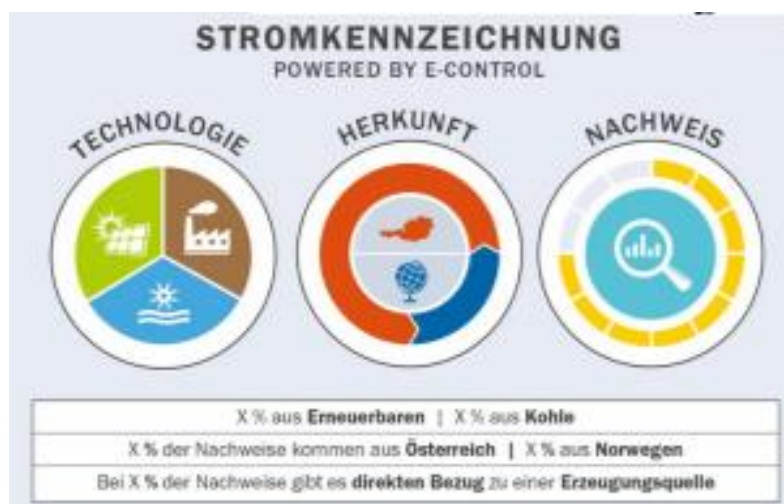 STROMKENNZEICHNUNG
POWERED BY E-CONTROL
TECHNOLOGIE
HERKUNFT
NACHWEIS
X % aus Erneuerbaren | X % aus Kohle
X % der Nachweise kommen aus Österreich | X % aus Norwegen
Bei X % der Nachweise gibt es direkten Bezug zu einer Erzeugungsquelle